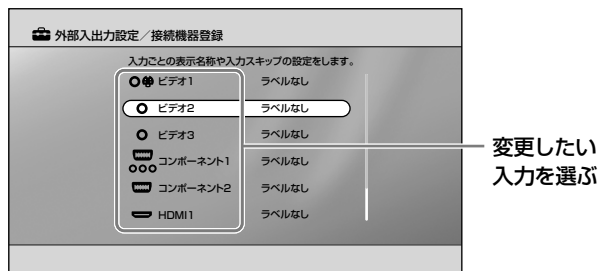 外部入出力設定／接続機器登録
入力ごとの表示名称や入力スキップの設定をします。
ビデオ1 ラベルなし
ビデオ2 ラベルなし
ビデオ3 ラベルなし
コンポーネント1 ラベルなし
コンポーネント2 ラベルなし
HDMI1 ラベルなし
変更したい
入力を選ぶ